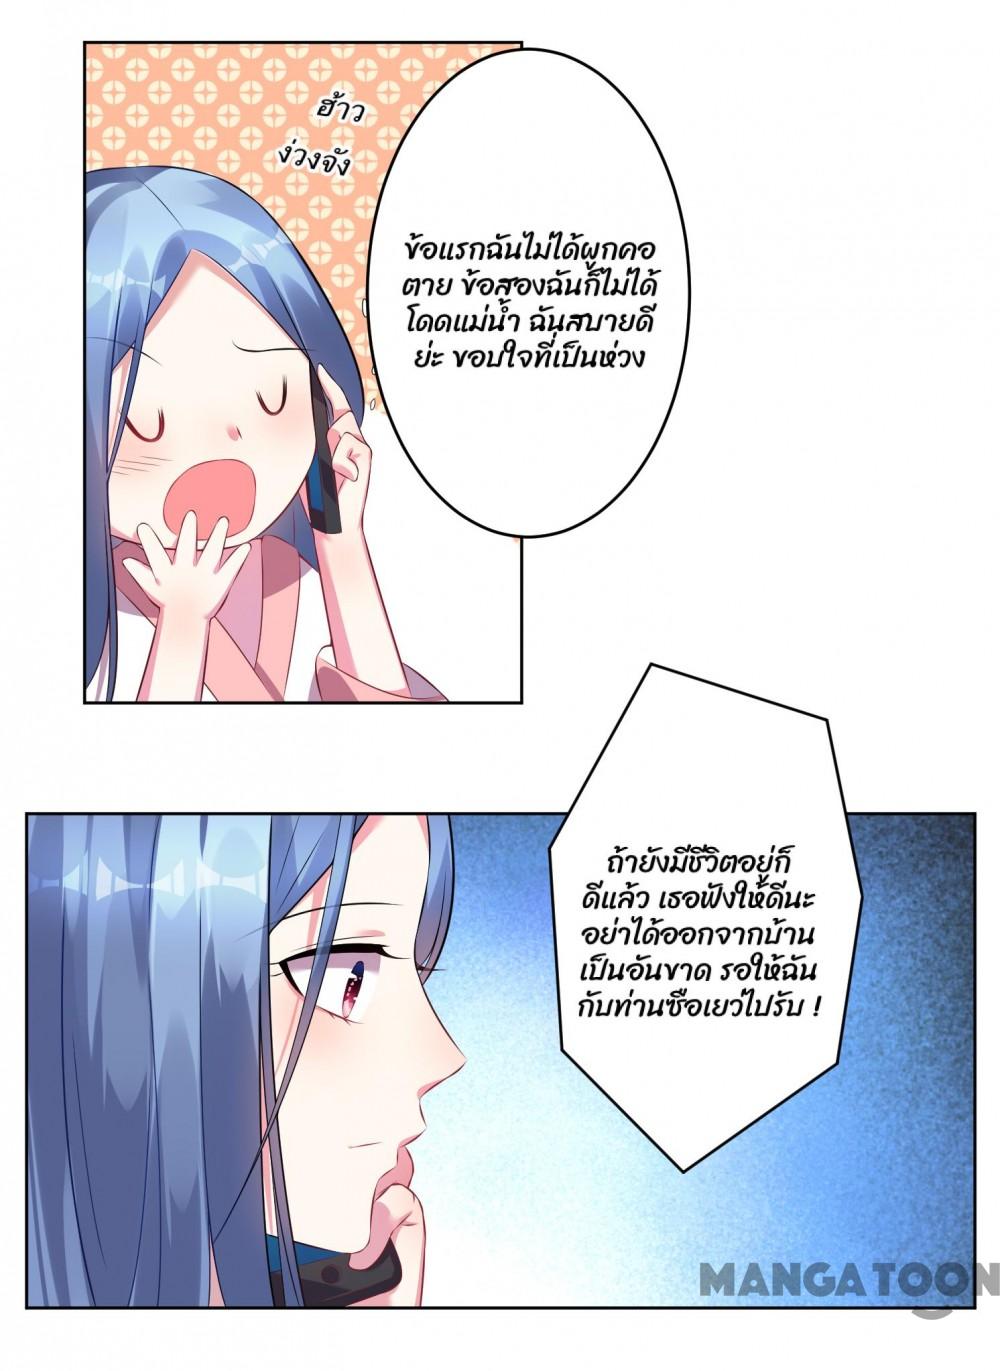 ฮ้าว
ง่วงจัง
ข้อแรกฉันไม่ได้ผูกคอ
ตาย ข้อสองฉันก็ไม่ได้
โดดแม่น้ำ ฉันสบายดี
ย่ะ ขอบใจที่เป็นห่วง
ถ้ายังมีชีวิตอยู่ก็
ดีแล้ว เธอฟังให้ดีนะ
อย่าได้ออกจากบ้าน
เป็นอันขาด รอให้ฉัน
กับท่านซือเยว่ไปรับ !
MANGA TOON